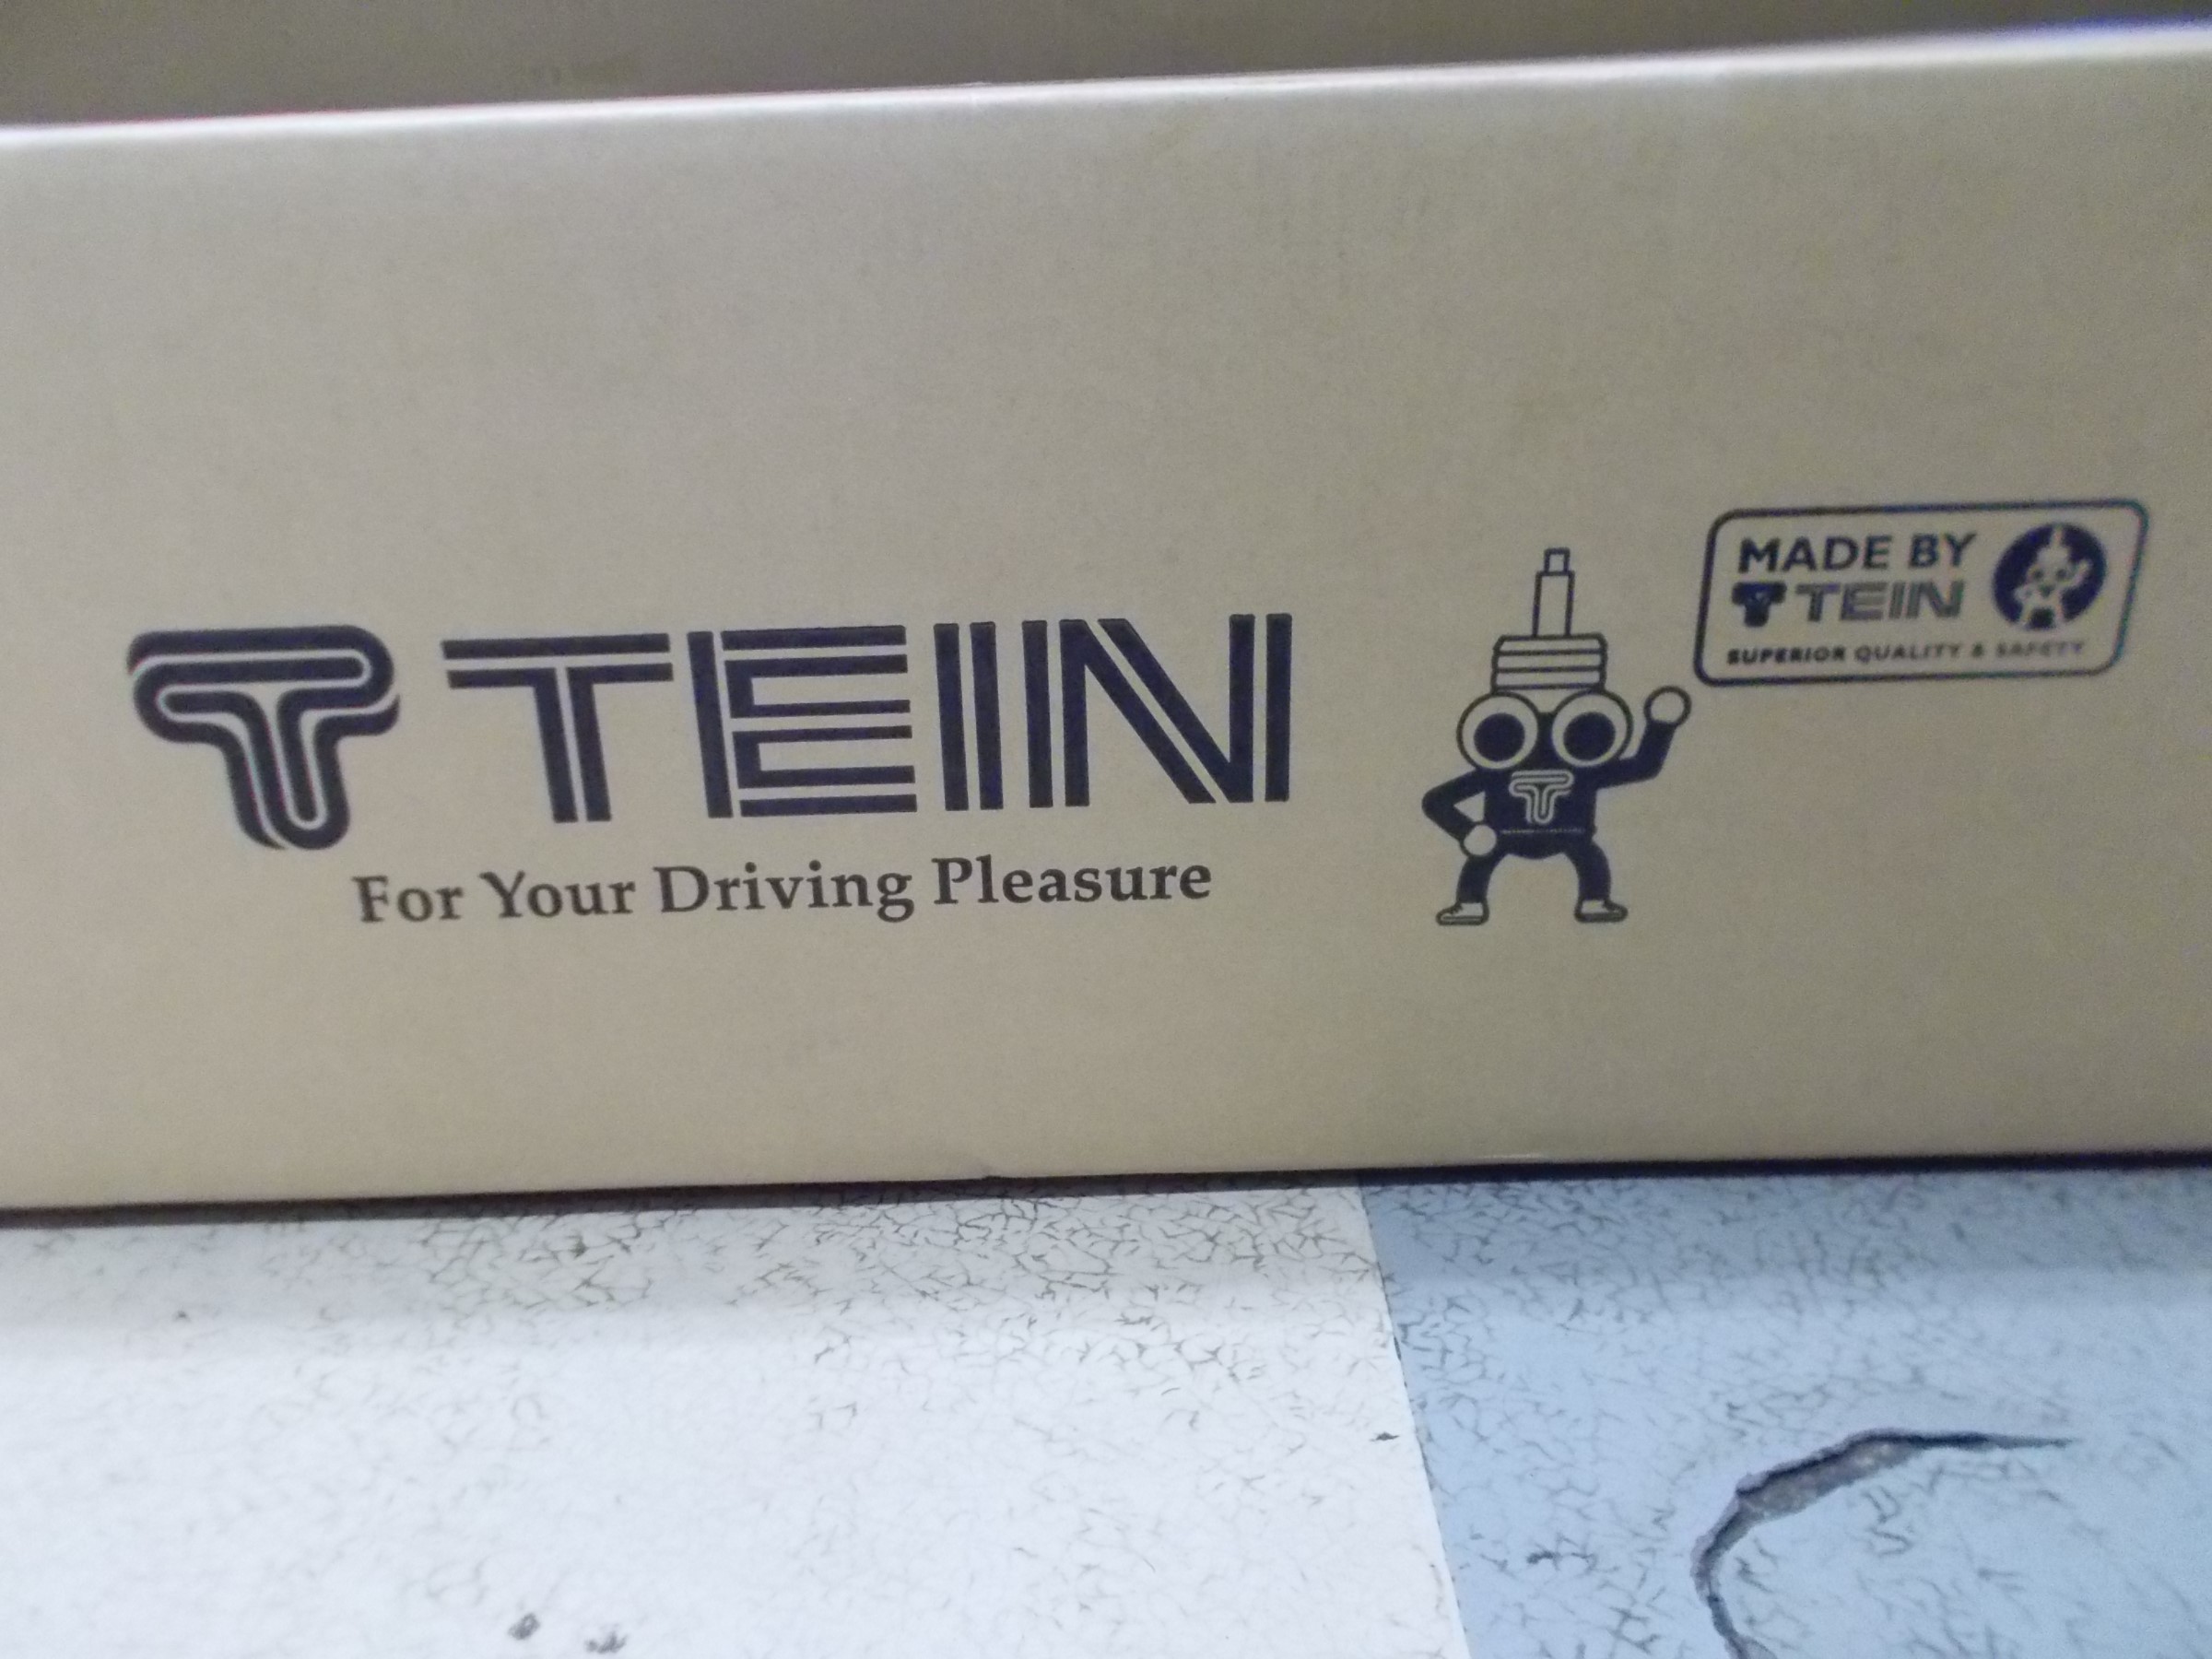 T TEIN
For Your Driving Pleasure
T
MADE BY
T TEIN
SUPERIOR QUALITY & SAFETY